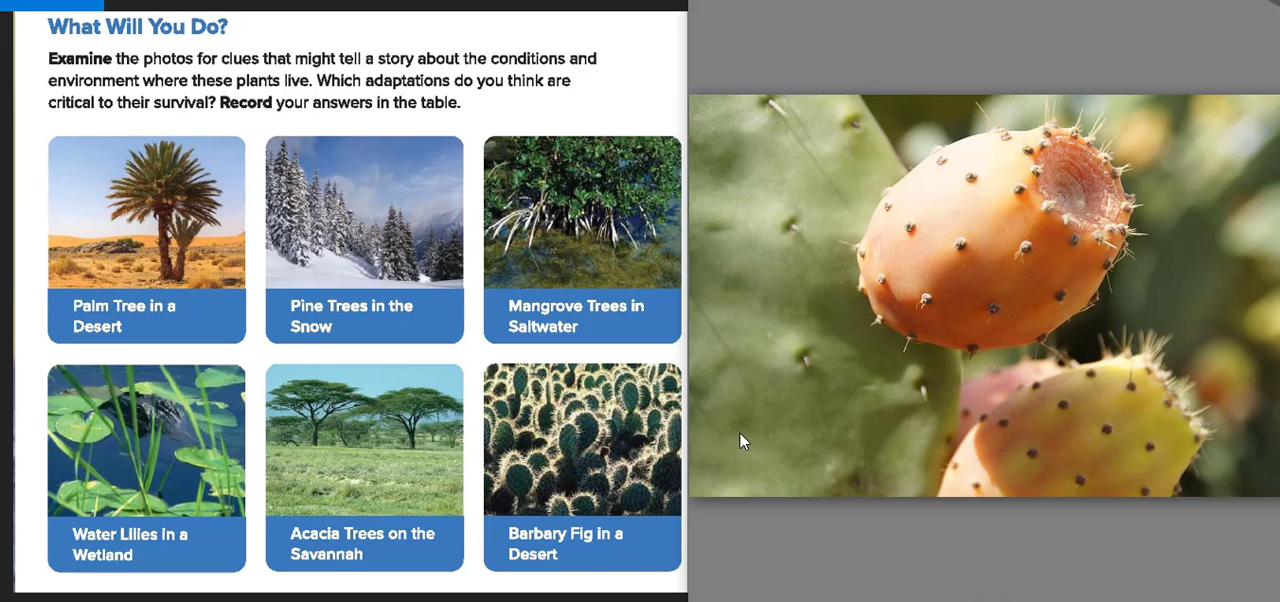 What Will You Do?
Examine the photos for clues that might tell a story about the conditions and
environment where these plants live. Which adaptations do you think are
critical to their survival? Record your answers in the table.
Palm Tree in a
Desert
Pine Trees in the
Snow
Mangrove Trees in
Saltwater
Water Lilies in a
Wetland
Acacia Trees on the
Savannah
Barbary Fig in a
Desert